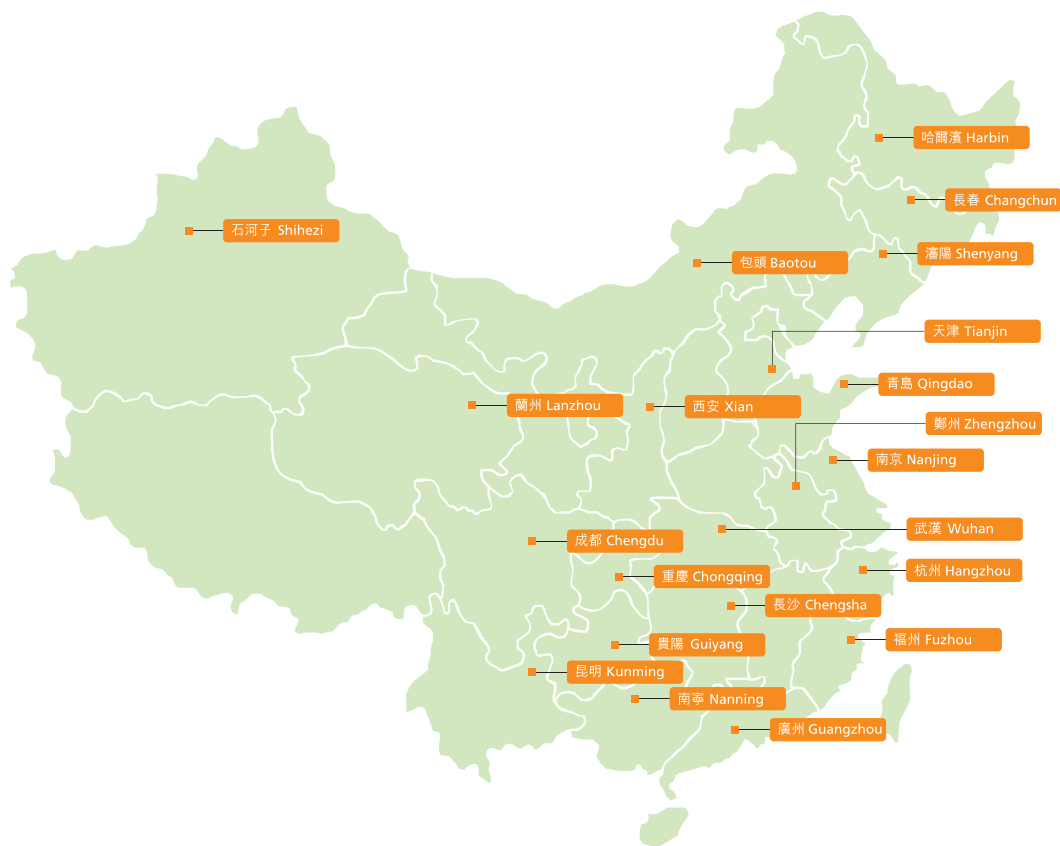 哈爾濱 Harbin
長春 Changchun
石河子 Shihezi
瀋陽 Shenyang
包頭 Baotou
天津 Tianjin
青島 Qingdao
蘭州 Lanzhou
西安 Xian
鄭州 Zhengzhou
南京 Nanjing
武漢 Wuhan
成都 Chengdu
杭州 Hangzhou
重慶 Chongqing
長沙 Chengsha
福州 Fuzhou
貴陽 Guiyang
昆明 Kunming
南寧 Nanning
廣州 Guangzhou